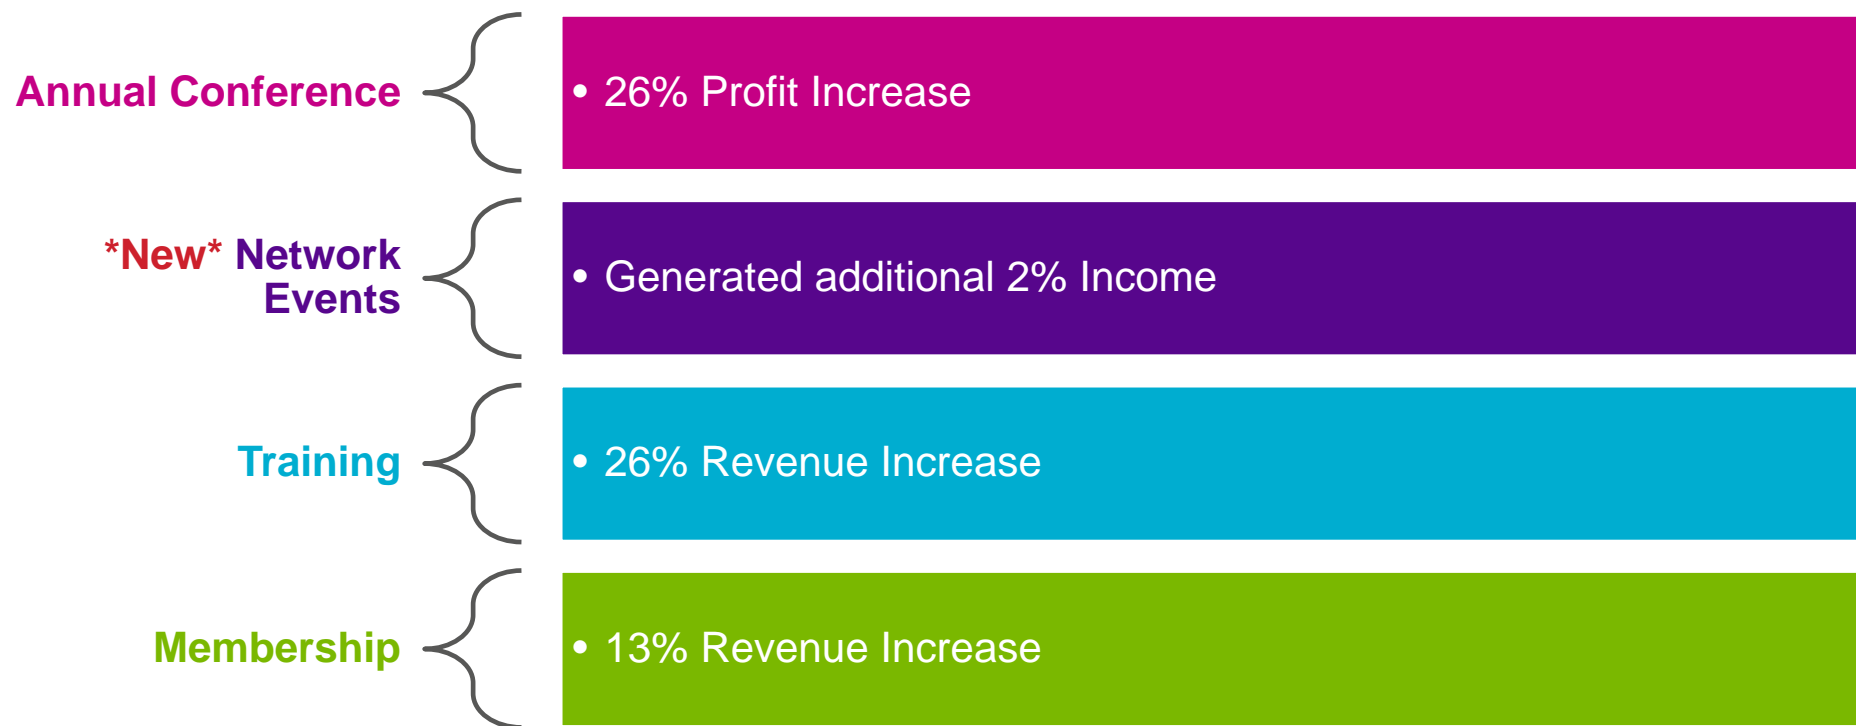 Annual Conference
• 26% Profit Increase
*New* Network
Events
• Generated additional 2% Income
Training
• 26% Revenue Increase
Membership
• 13% Revenue Increase